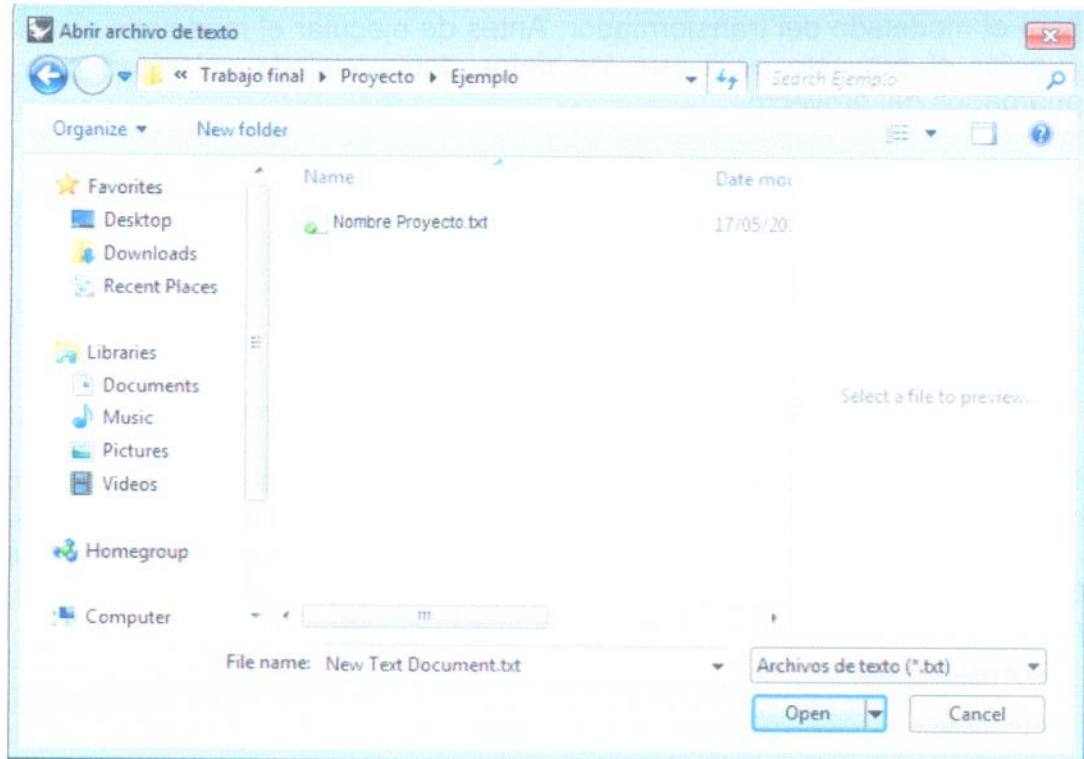 Abrir archivo de texto
« Trabajo final Proyecto Ejemplo
Search Ejemplo
Organize New folder
Name Date mod
Nombre Proyecto.txt 17/05/20
Favorites
Desktop
Downloads
Recent Places
Libraries
Documents
Music
Pictures
Videos
Homegroup
Computer
Select a file to preview.
File name: New Text Document.txt
Archivos de texto (*.txt)
Open Cancel